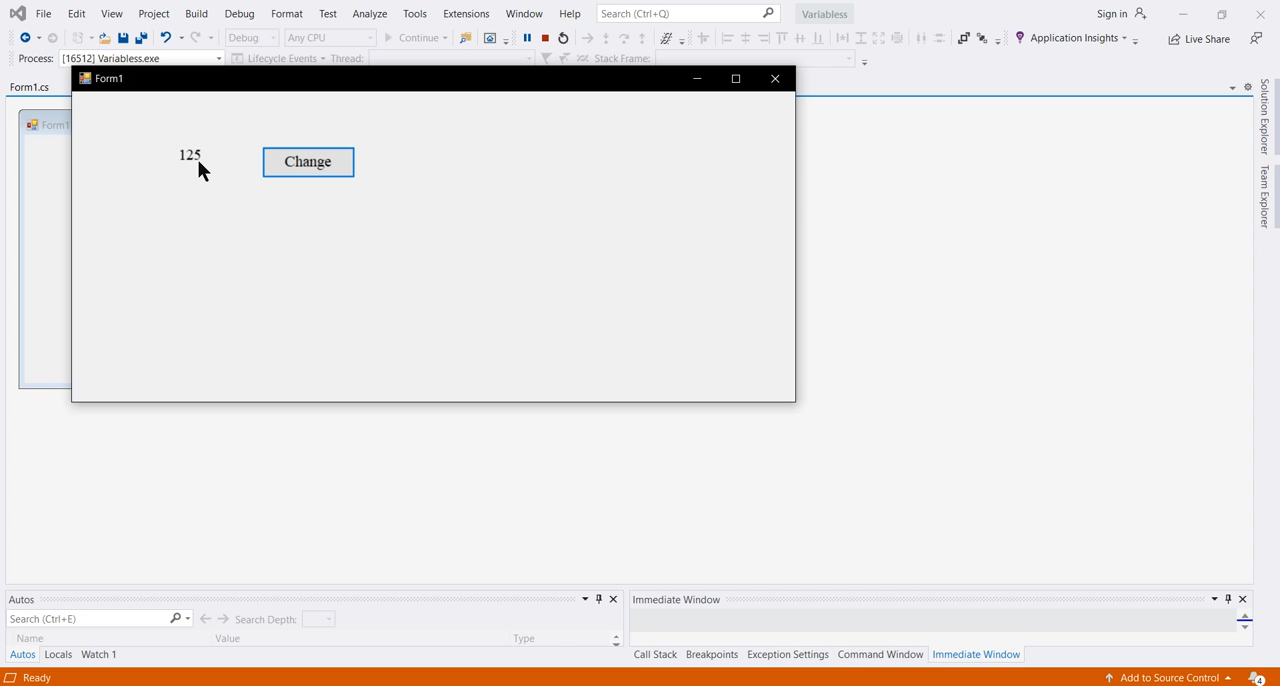 File Edit View Project Build Debug Format Test Analyze Tools Extensions Window Help Search (Ctrl+Q) Variabless Sign in
Debug Any CPU Continue Application Insights Live Share
Process: [16512] Variabless.exe Lifecycle Events Thread: Stack Frame:
Form1
Form1.cs
Form1
125
Change
Solution Explorer
Team Explorer
Autos
Immediate Window
Search (Ctrl+E) Search Depth:
Name Value Type
Autos Locals Watch 1
Call Stack Breakpoints Exception Settings Command Window Immediate Window
Ready Add to Source Control 4